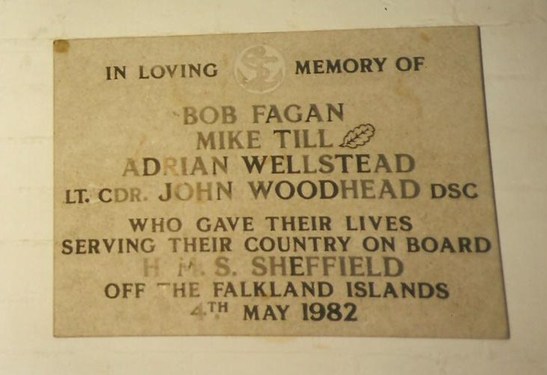 IN LOVING MEMORY OF
BOB FAGAN
MIKE TILL
ADRIAN WELLSTEAD
LT. CDR. JOHN WOODHEAD DSC
WHO GAVE THEIR LIVES
SERVING THEIR COUNTRY ON BOARD
H.M.S. SHEFFIELD
OFF THE FALKLAND ISLANDS
4TH MAY 1982